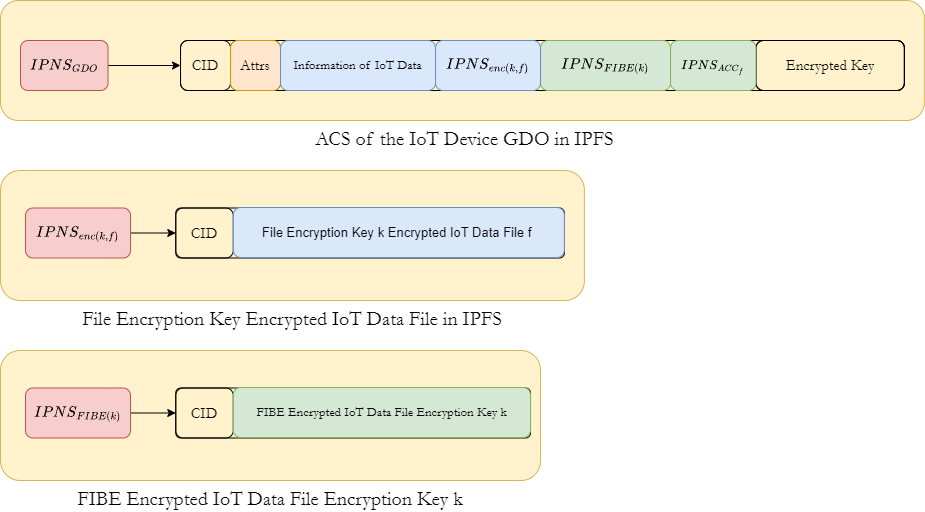 IPNS_{GDO} CID Attrs Information of IoT Data IPNS_{enc(k,f)} IPNS_{FIBE(k)} IPNS_{ACC_f} Encrypted Key
ACS of the IoT Device GDO in IPFS
IPNS_{enc(k,f)} CID File Encryption Key k Encrypted IoT Data File f
File Encryption Key Encrypted IoT Data File in IPFS
IPNS_{FIBE(k)} CID FIBE Encrypted IoT Data File Encryption Key k
FIBE Encrypted IoT Data File Encryption Key k